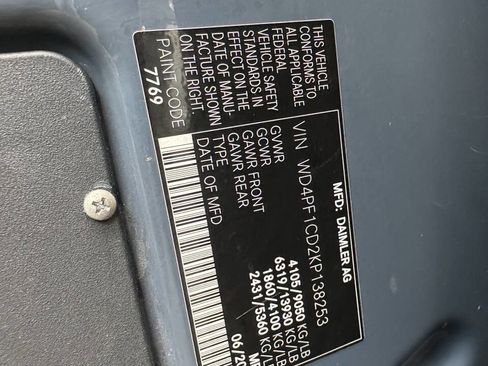 MFD: DAIMLER AG
VIN WD4PF1CD2KP138253
GVWR 4105/9050 KG/LB
GCWR 6319/13930 KG/LB
GAWR FRONT 1860/4100 KG/LB
GAWR REAR 2431/5360 KG/LB
TYPE
DATE OF MFD 06/20
THIS VEHICLE
CONFORMS TO
ALL APPLICABLE
FEDERAL
VEHICLE SAFETY
STANDARDS IN
EFFECT ON THE
DATE OF MANU-
FACTURE SHOWN
ON THE RIGHT.
PAINT CODE
7769